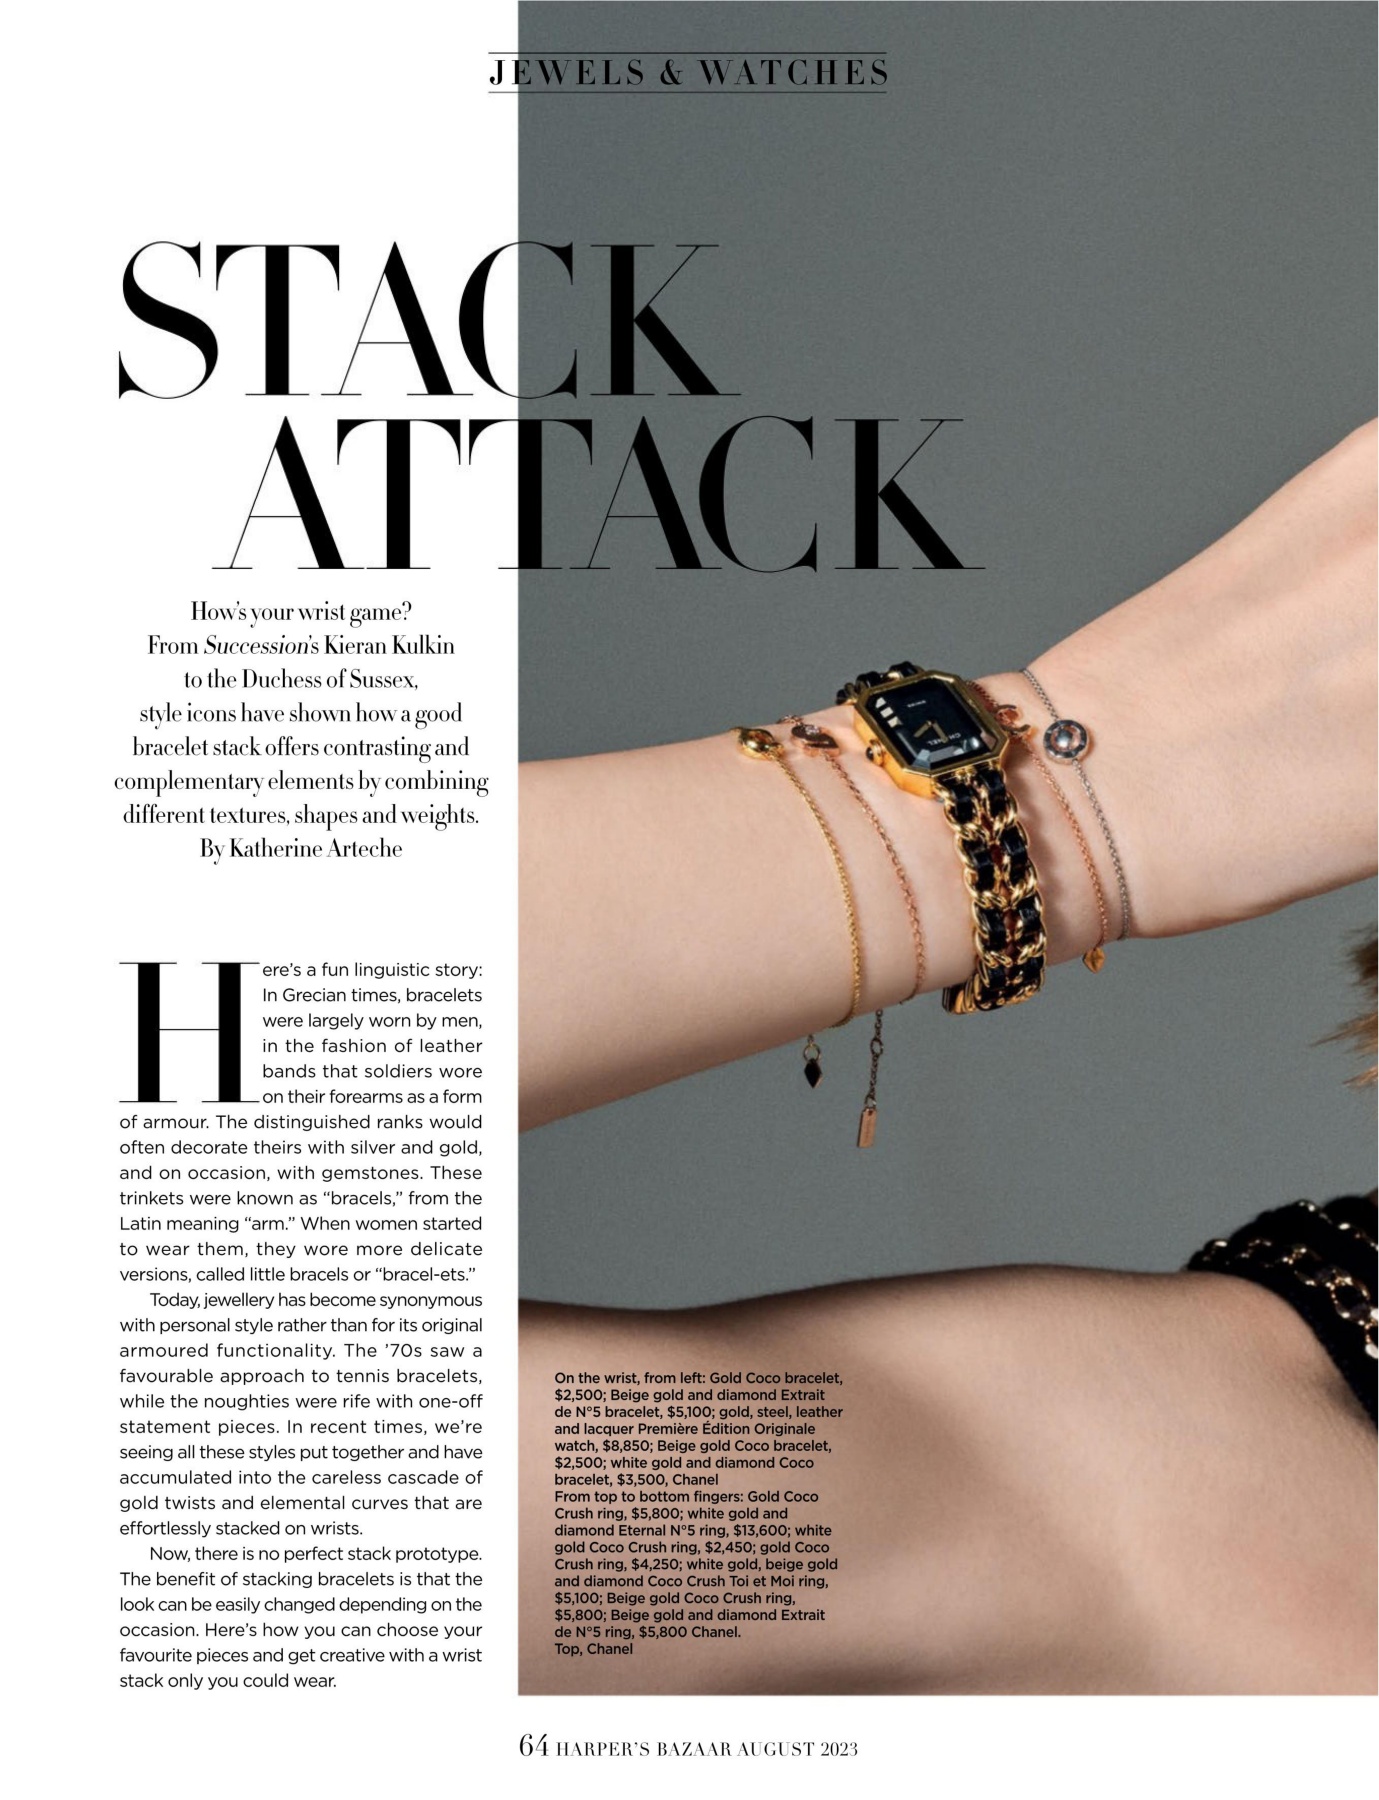 JEWELS & WATCHES
STACK
ATTACK
How's your wrist game?
From Succession's Kieran Kulkin
to the Duchess of Sussex,
style icons have shown how a good
bracelet stack offers contrasting and
complementary elements by combining
different textures, shapes and weights.
By Katherine Arteche
Here's a fun linguistic story:
In Grecian times, bracelets
were largely worn by men,
in the fashion of leather
bands that soldiers wore
on their forearms as a form
of armour. The distinguished ranks would
often decorate theirs with silver and gold,
and on occasion, with gemstones. These
trinkets were known as “bracels,” from the
Latin meaning “arm.” When women started
to wear them, they wore more delicate
versions, called little bracels or “bracel-ets.”
Today, jewellery has become synonymous
with personal style rather than for its original
armoured functionality. The ’70s saw a
favourable approach to tennis bracelets,
while the noughties were rife with one-off
statement pieces. In recent times, we’re
seeing all these styles put together and have
accumulated into the careless cascade of
gold twists and elemental curves that are
effortlessly stacked on wrists.
Now, there is no perfect stack prototype.
The benefit of stacking bracelets is that the
look can be easily changed depending on the
occasion. Here’s how you can choose your
favourite pieces and get creative with a wrist
stack only you could wear.
CHANEL
On the wrist, from left: Gold Coco bracelet,
$2,500; Beige gold and diamond Extrait
de N°5 bracelet, $5,100; gold, steel, leather
and lacquer Première Édition Originale
watch, $8,850; Beige gold Coco bracelet,
$2,500; white gold and diamond Coco
bracelet, $3,500, Chanel
From top to bottom fingers: Gold Coco
Crush ring, $5,800; white gold and
diamond Eternal N°5 ring, $13,600; white
gold Coco Crush ring, $2,450; gold Coco
Crush ring, $4,250; white gold, beige gold
and diamond Coco Crush Toi et Moi ring,
$5,100; Beige gold Coco Crush ring,
$5,800; Beige gold and diamond Extrait
de N°5 ring, $5,800 Chanel.
Top, Chanel
64 HARPER'S BAZAAR AUGUST 2023